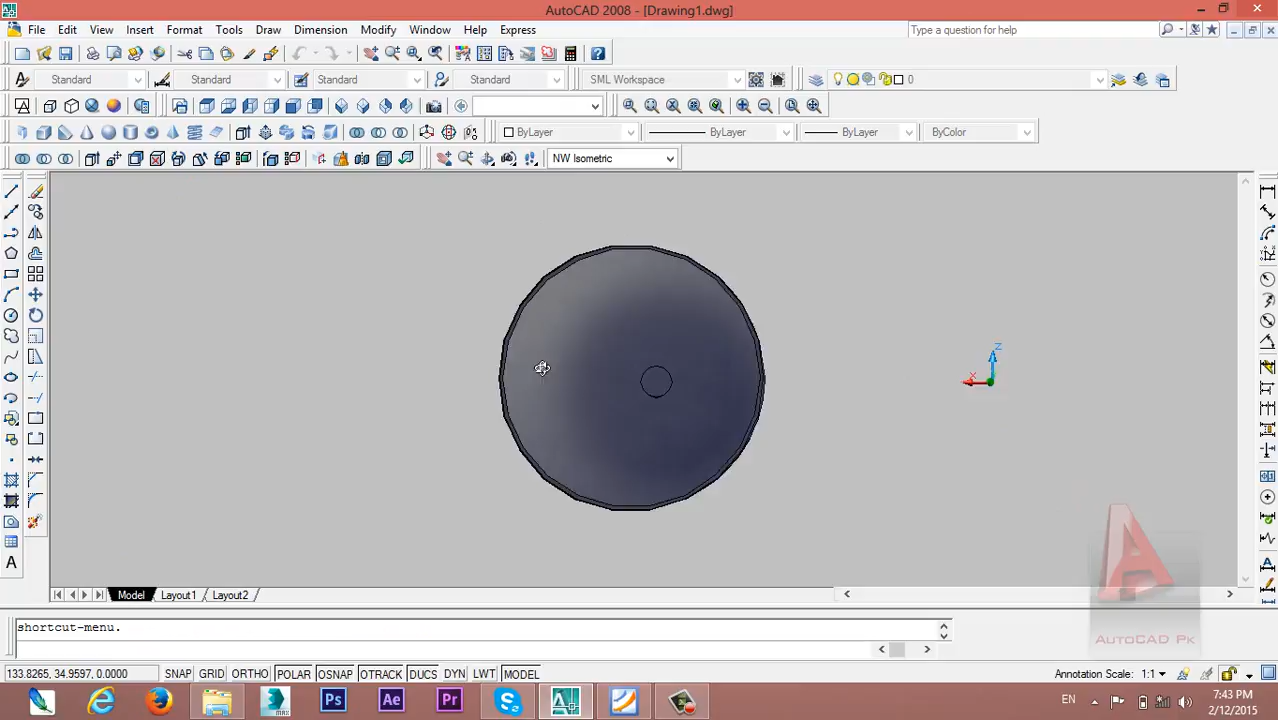 AutoCAD 2008 - [Drawing1.dwg]
File Edit View Insert Format Tools Draw Dimension Modify Window Help Express
Type a question for help
Standard Standard Standard Standard SML Workspace 0
ByLayer ByLayer ByLayer ByColor
NW Isometric
Z
X
Model Layout1 Layout2
shortcut-menu.
AUTOCAD PK
133.8265, 34.9597, 0.0000 SNAP GRID ORTHO POLAR OSNAP OTRACK DUCS DYN LWT MODEL Annotation Scale: 1:1
Ps Ae Pr EN 7:43 PM
2/12/2015